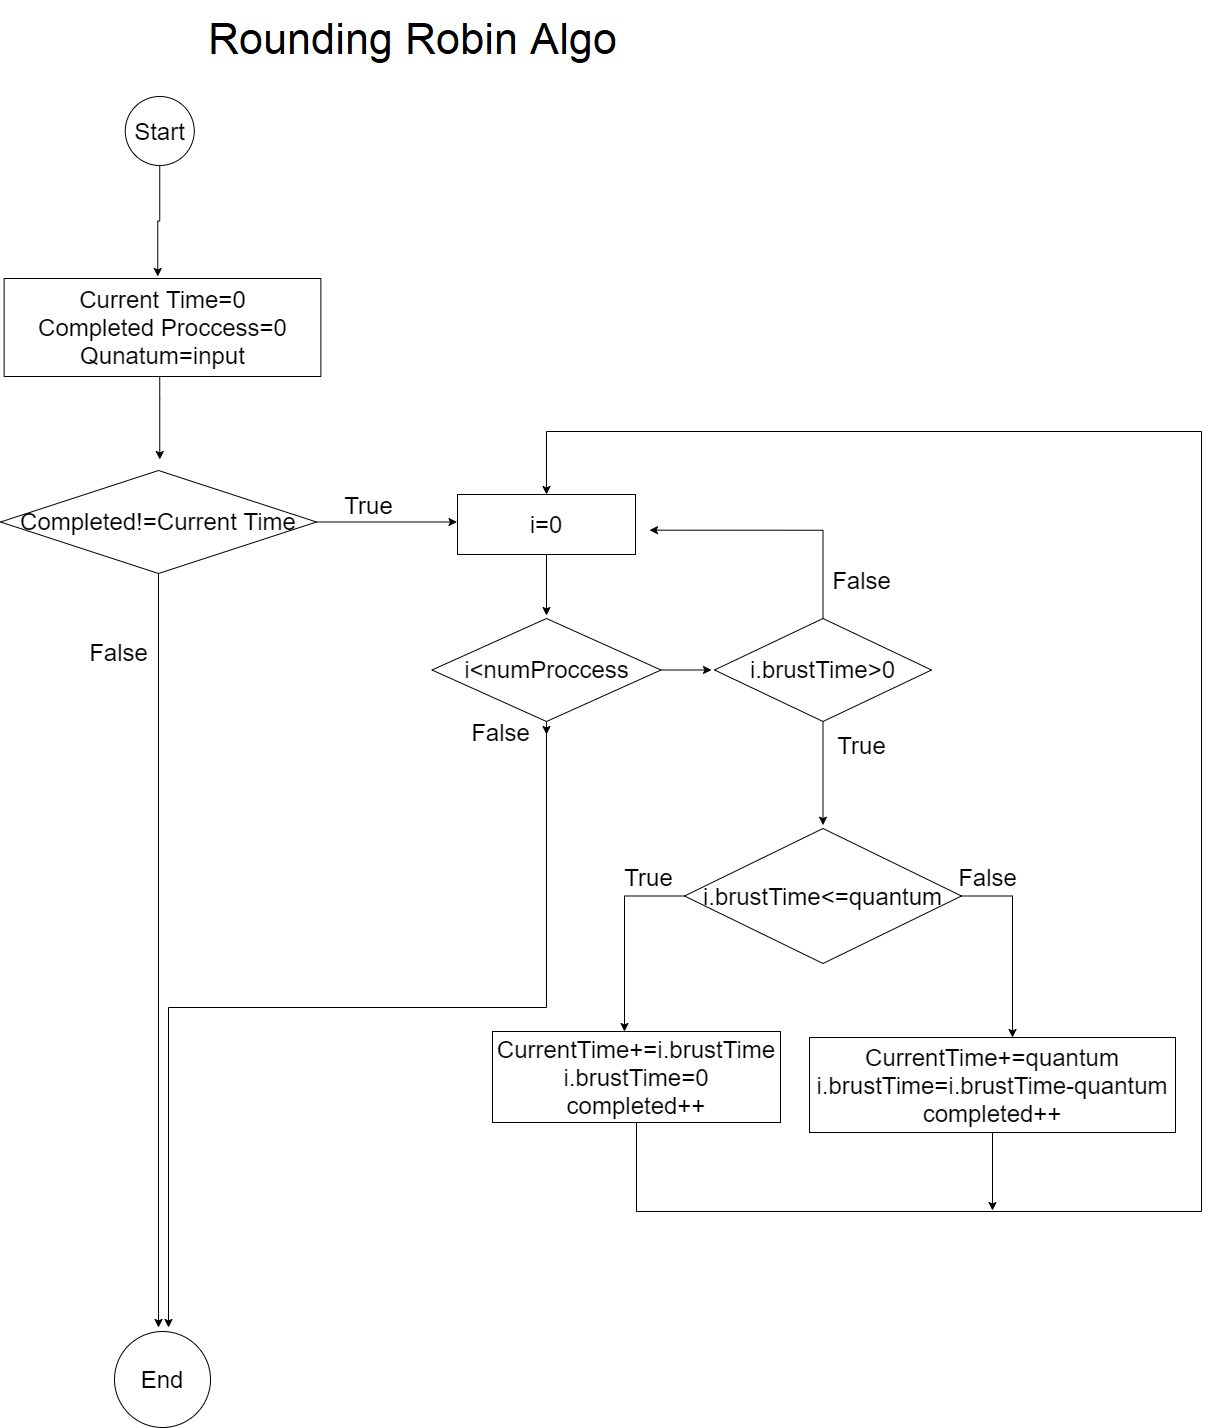 Rounding Robin Algo
Start
Current Time=0
Completed Proccess=0
Qunatum=input
Completed!=Current Time
True
False
i=0
False
i<numProccess
i.brustTime>0
False
True
True
i.brustTime<=quantum
False
CurrentTime+=i.brustTime
i.brustTime=0
completed++
CurrentTime+=quantum
i.brustTime=i.brustTime-quantum
completed++
End